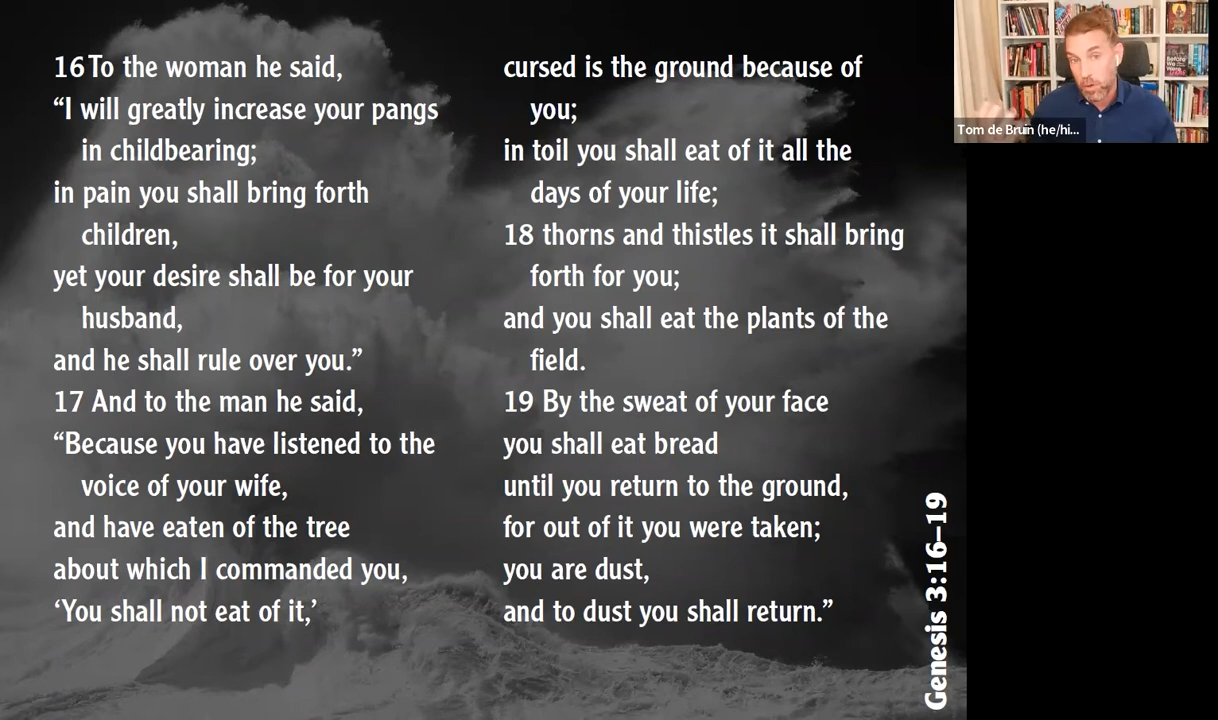 16 To the woman he said,
“I will greatly increase your pangs
in childbearing;
in pain you shall bring forth
children,
yet your desire shall be for your
husband,
and he shall rule over you.”
17 And to the man he said,
“Because you have listened to the
voice of your wife,
and have eaten of the tree
about which I commanded you,
‘You shall not eat of it,’
cursed is the ground because of
you;
in toil you shall eat of it all the
days of your life;
18 thorns and thistles it shall bring
forth for you;
and you shall eat the plants of the
field.
19 By the sweat of your face
you shall eat bread
until you return to the ground,
for out of it you were taken;
you are dust,
and to dust you shall return.”
Genesis 3:16–19
Tom de Bruin (he/hi...